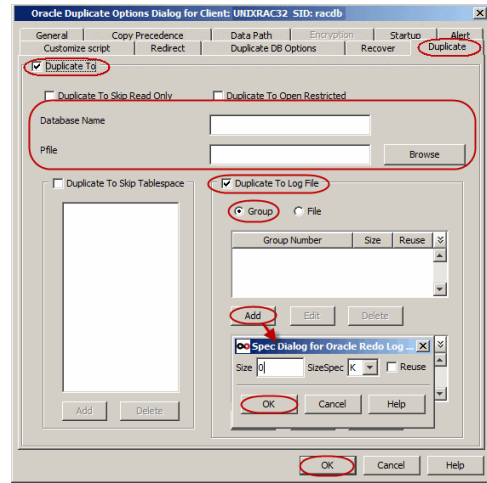 Oracle Duplicate Options Dialog for Client: UNIXRAC32 SID: racdb
General Copy Precedence Data Path Encryption Startup Alert
Customize script Redirect Duplicate DB Options Recover Duplicate
Duplicate To
Duplicate To Skip Read Only Duplicate To Open Restricted
Database Name
Pfile Browse
Duplicate To Skip Tablespace Duplicate To Log File
Group File
Group Number Size Reuse
Add Edit Delete
Spec Dialog for Oracle Redo Log ...
Size 0 SizeSpec K Reuse
OK Cancel Help
Add Delete
OK Cancel Help